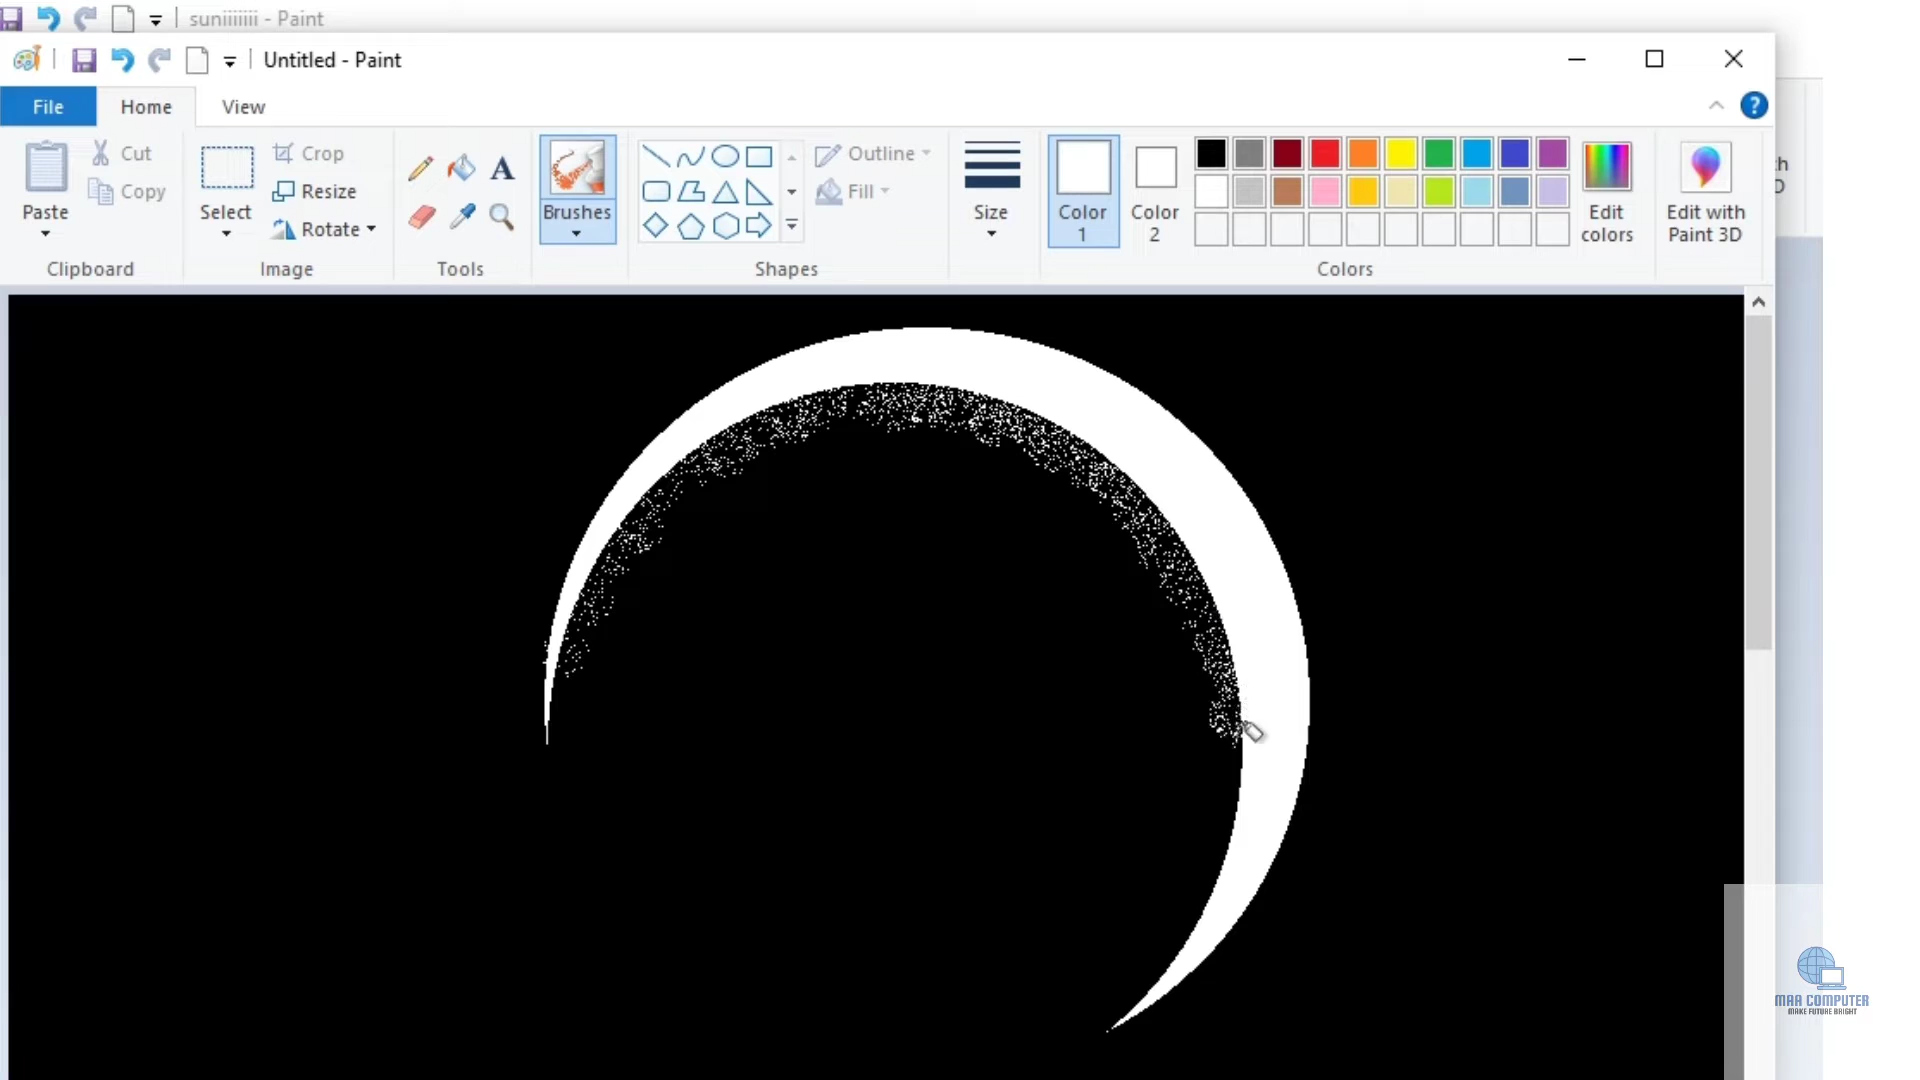 suniiiiiii - Paint
Untitled - Paint
File Home View
Paste
Cut
Copy
Clipboard
Select
Crop
Resize
Rotate
Image
A
Tools
Brushes
Outline
Fill
Shapes
Size
Color 1
Color 2
Edit colors
Colors
Edit with Paint 3D
MAA COMPUTER
MAKE FUTURE BRIGHT